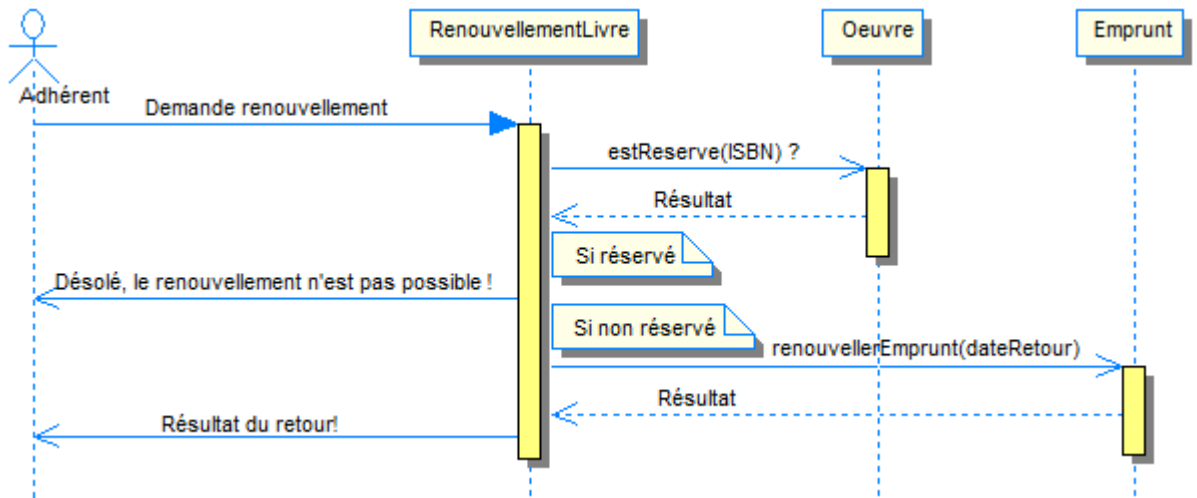 RenouvellementLivre
Oeuvre
Emprunt
Adhérent
Demande renouvellement
estReserve(ISBN) ?
Résultat
Si réservé
Désolé, le renouvellement n'est pas possible !
Si non réservé
renouvellerEmprunt(dateRetour)
Résultat
Résultat du retour!